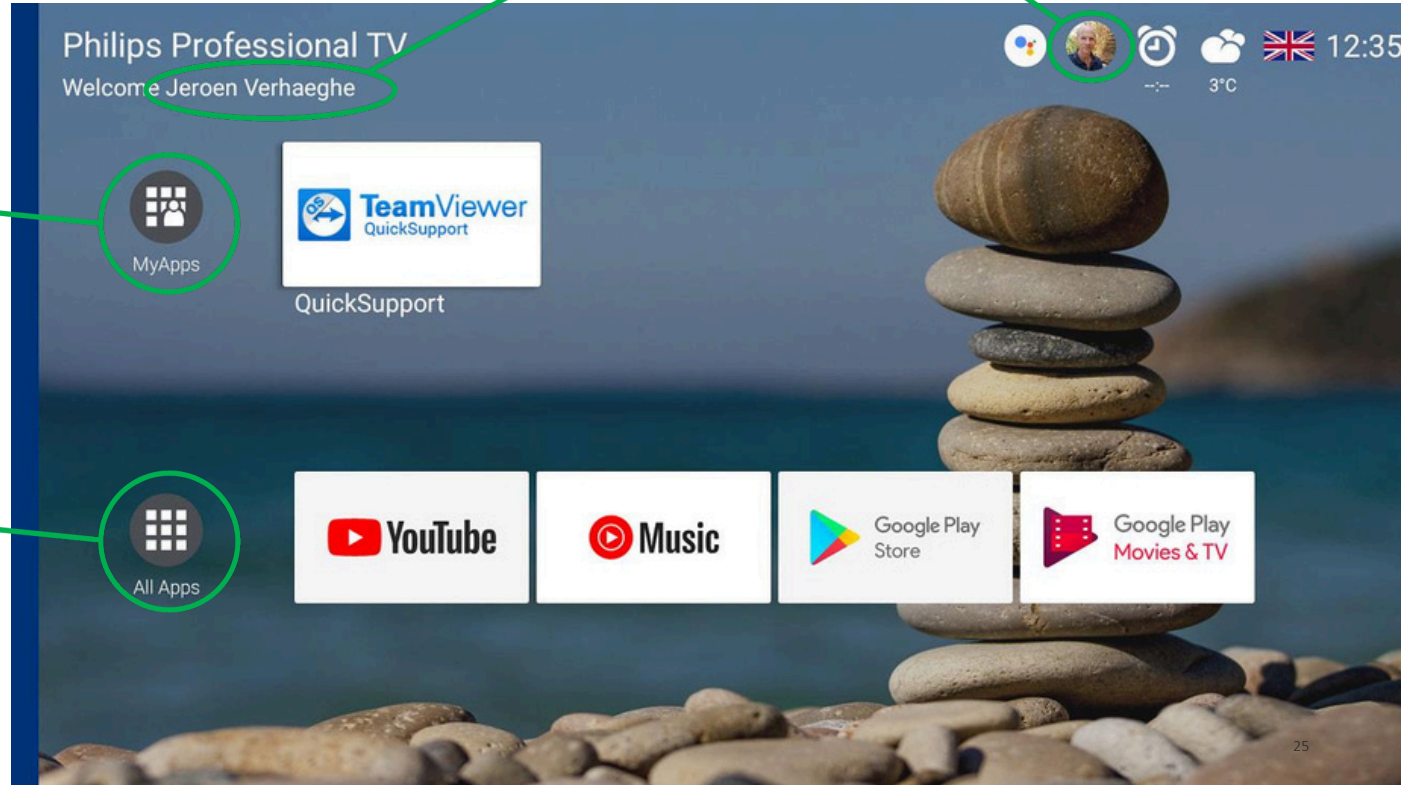 Philips Professional TV
Welcome Jeroen Verhaeghe
--:--
3°C
12:35
MyApps
QS
TeamViewer
QuickSupport
QuickSupport
All Apps
YouTube
Music
Google Play
Store
Google Play
Movies & TV
25